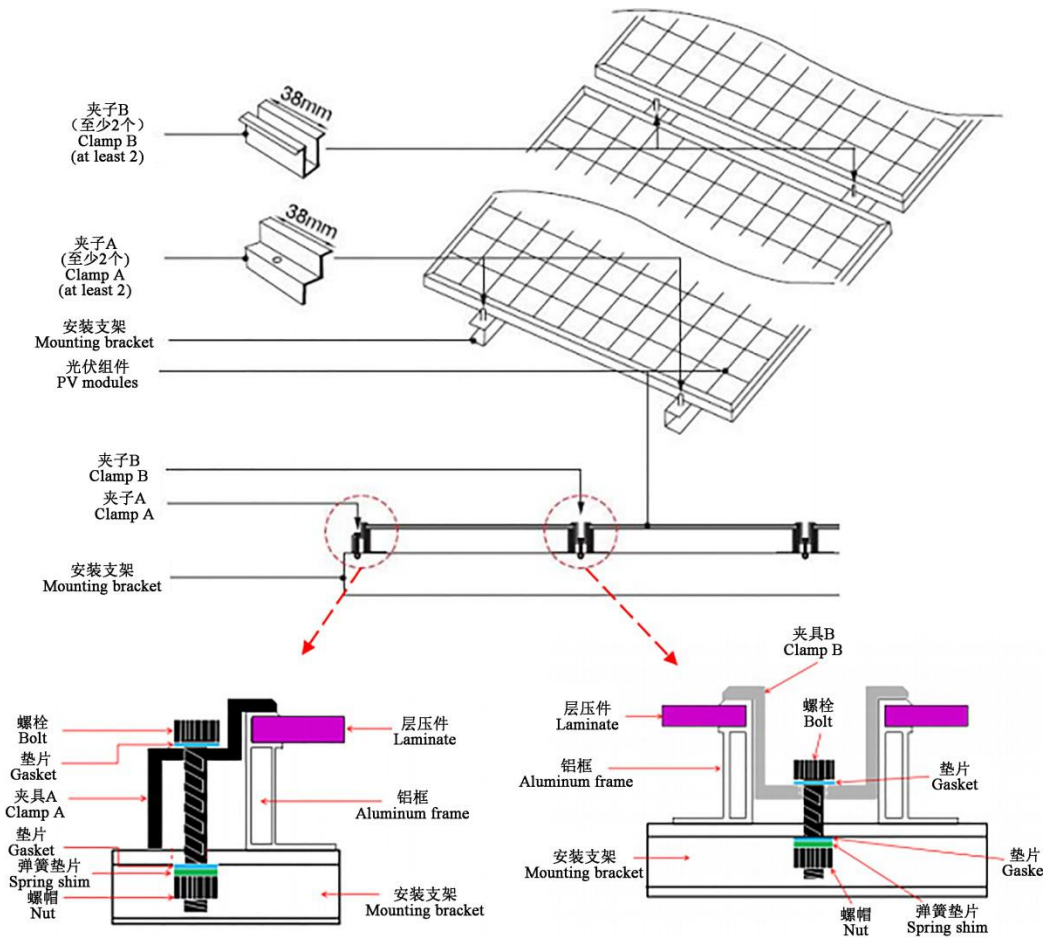 夹子B
（至少2个）
Clamp B
(at least 2)
38mm
夹子A
(至少2个)
Clamp A
(at least 2)
38mm
安装支架
Mounting bracket
光伏组件
PV modules
夹子B
Clamp B
夹子A
Clamp A
安装支架
Mounting bracket
螺栓
Bolt
垫片
Gasket
夹具A
Clamp A
垫片
Gasket
弹簧垫片
Spring shim
螺帽
Nut
层压件
Laminate
铝框
Aluminum frame
安装支架
Mounting bracket
夹具B
Clamp B
层压件
Laminate
螺栓
Bolt
铝框
Aluminum frame
垫片
Gasket
安装支架
Mounting bracket
垫片
Gaske
螺帽
Nut
弹簧垫片
Spring shim